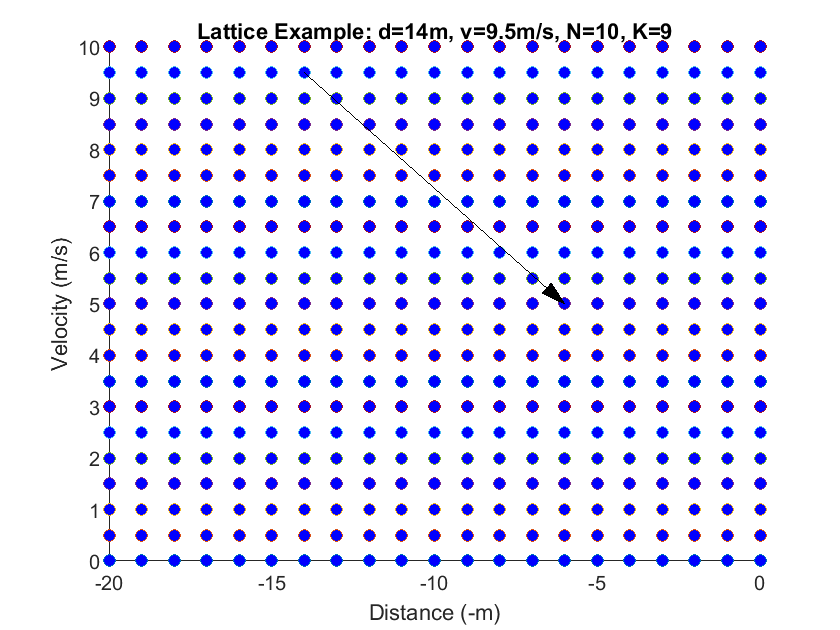 Lattice Example: d=14m, v=9.5m/s, N=10, K=9
10
9
8
7
6
5
4
3
2
1
0
Velocity (m/s)
-20 -15 -10 -5 0
Distance (-m)